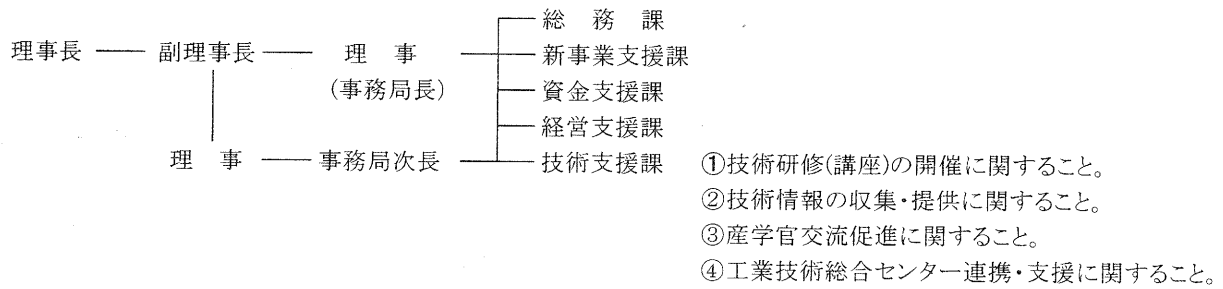 総務課
理事長 副理事長 理事 新事業支援課
(事務局長) 資金支援課
経営支援課
理事 事務局次長 技術支援課 ①技術研修(講座)の開催に関すること。
②技術情報の収集・提供に関すること。
③産学官交流促進に関すること。
④工業技術総合センター連携・支援に関すること。